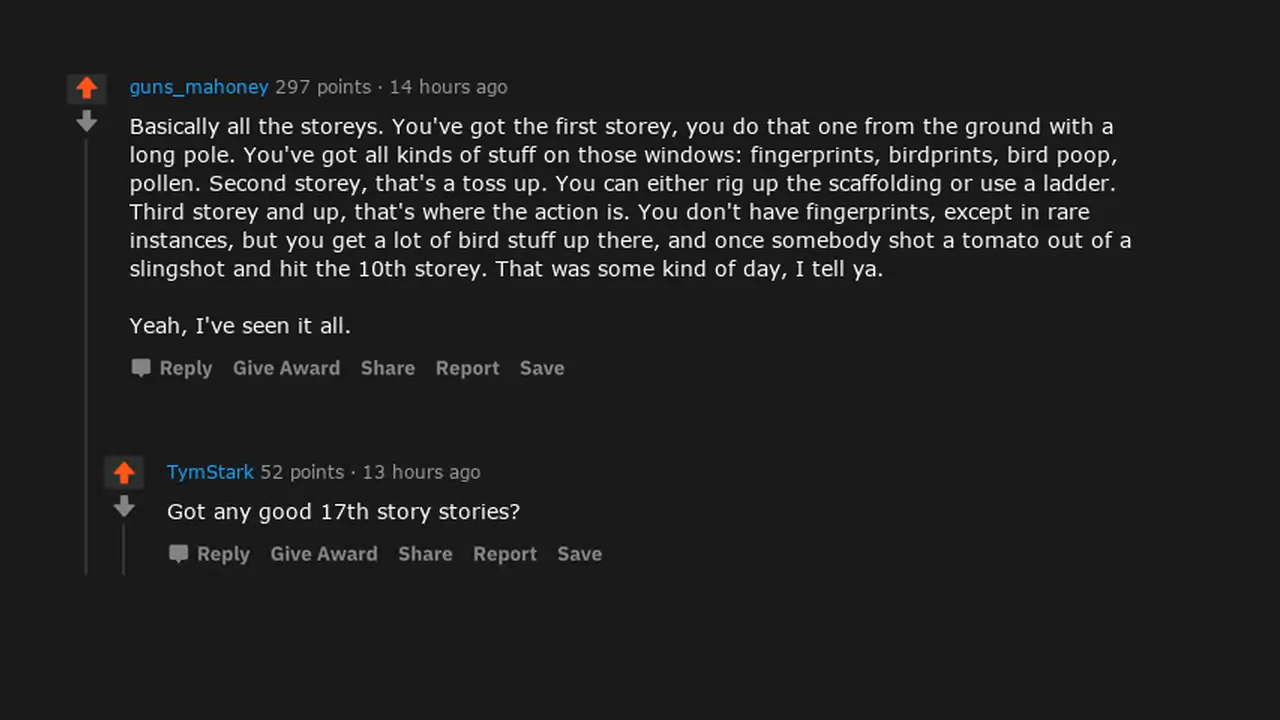 guns_mahoney 297 points · 14 hours ago
Basically all the storeys. You've got the first storey, you do that one from the ground with a
long pole. You've got all kinds of stuff on those windows: fingerprints, birdprints, bird poop,
pollen. Second storey, that's a toss up. You can either rig up the scaffolding or use a ladder.
Third storey and up, that's where the action is. You don't have fingerprints, except in rare
instances, but you get a lot of bird stuff up there, and once somebody shot a tomato out of a
slingshot and hit the 10th storey. That was some kind of day, I tell ya.
Yeah, I've seen it all.
Reply Give Award Share Report Save
TymStark 52 points · 13 hours ago
Got any good 17th story stories?
Reply Give Award Share Report Save